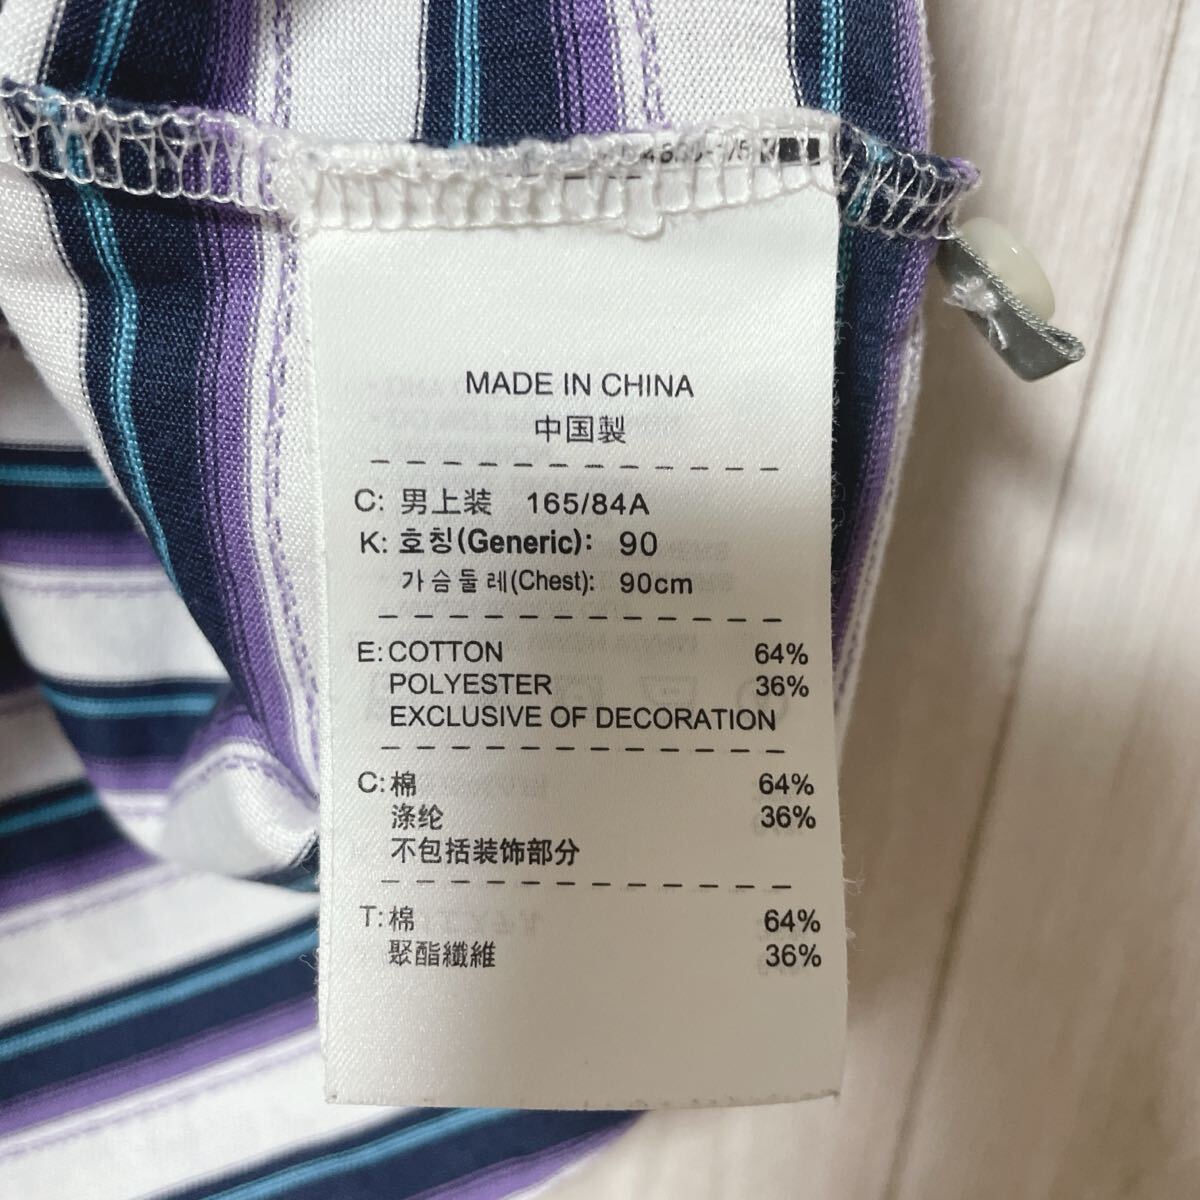 MADE IN CHINA
中国製
C: 男上装 165/84A
K: 호칭(Generic): 90
가슴둘레(Chest): 90cm
E: COTTON 64%
POLYESTER 36%
EXCLUSIVE OF DECORATION
C: 棉 64%
涤纶 36%
不包括装饰部分
T: 棉 64%
聚酯纖維 36%